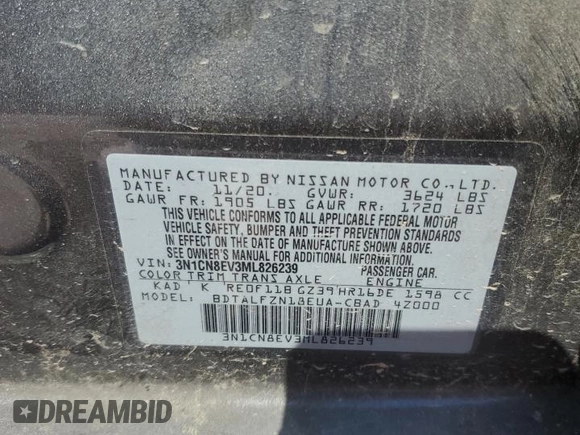 MANUFACTURED BY NISSAN MOTOR CO., LTD.
DATE: 11/20. GVWR: 3624 LBS
GAWR FR: 1905 LBS GAWR RR: 1720 LBS
THIS VEHICLE CONFORMS TO ALL APPLICABLE FEDERAL MOTOR
VEHICLE SAFETY, BUMPER AND THEFT PREVENTION STANDARDS
IN EFFECT ON THE DATE OF MANUFACTURE SHOWN ABOVE.
SEE OWNER'S MANUAL FOR ADDITIONAL INFORMATION.
VIN: 3N1CN8EV3ML826239 PASSENGER CAR.
COLOR TRIM TRANS AXLE ENGINE
KAD K RE0F11B GZ39 HR16DE 1598 CC
BDTALFZN18EUA-CBAD 4Z000
3N1CN8EV3ML826239
DREAMBID